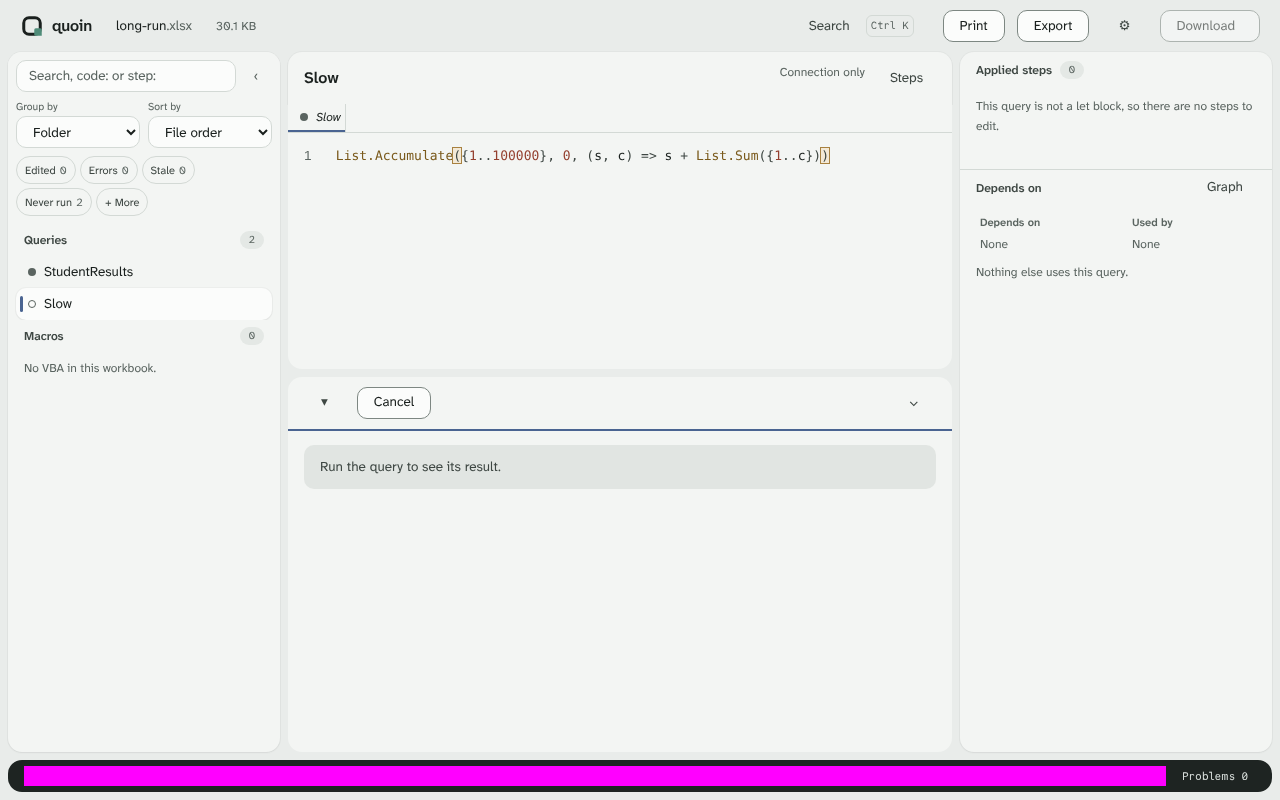 quoin
long-run.xlsx
30.1 KB
Search
Ctrl K
Print
Export
Download
Search, code: or step:
Group by
Sort by
Folder
File order
Edited 0
Errors 0
Stale 0
Never run 2
+ More
Queries
2
StudentResults
Slow
Macros
0
No VBA in this workbook.
Slow
Connection only
Steps
Slow
1 List.Accumulate({1..100000}, 0, (s, c) => s + List.Sum({1..c}))
Cancel
Run the query to see its result.
Applied steps
0
This query is not a let block, so there are no steps to
edit.
Depends on
Graph
Depends on
Used by
None
None
Nothing else uses this query.
Problems 0